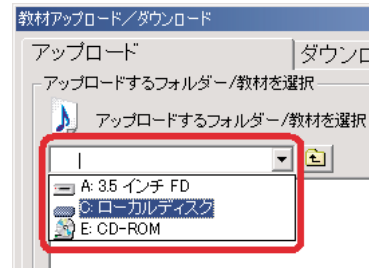 教材アップロード／ダウンロード
アップロード
ダウンロ
アップロードするフォルダー/教材を選択
アップロードするフォルダー/教材を選択
A: 3.5 インチ FD
C: ローカルディスク
E: CD-ROM